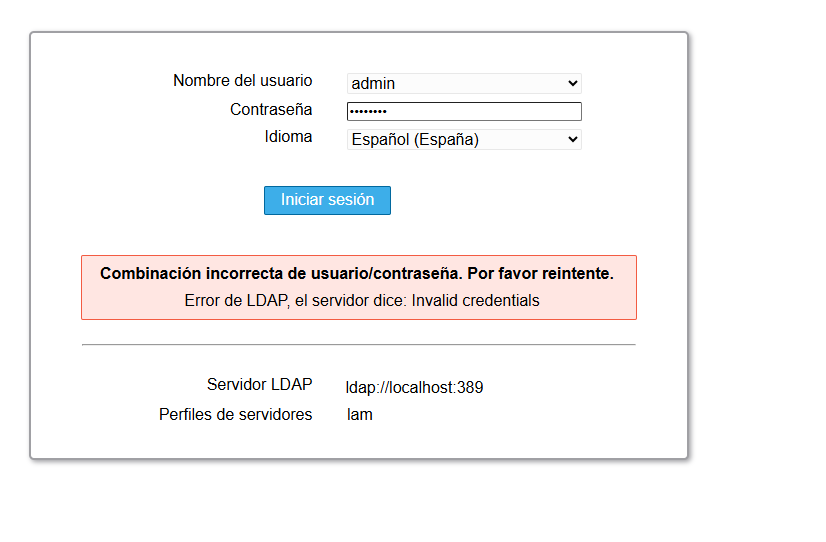 Nombre del usuario admin
Contraseña ••••••••
Idioma Español (España)
Iniciar sesión
Combinación incorrecta de usuario/contraseña. Por favor reintente.
Error de LDAP, el servidor dice: Invalid credentials
Servidor LDAP ldap://localhost:389
Perfiles de servidores lam